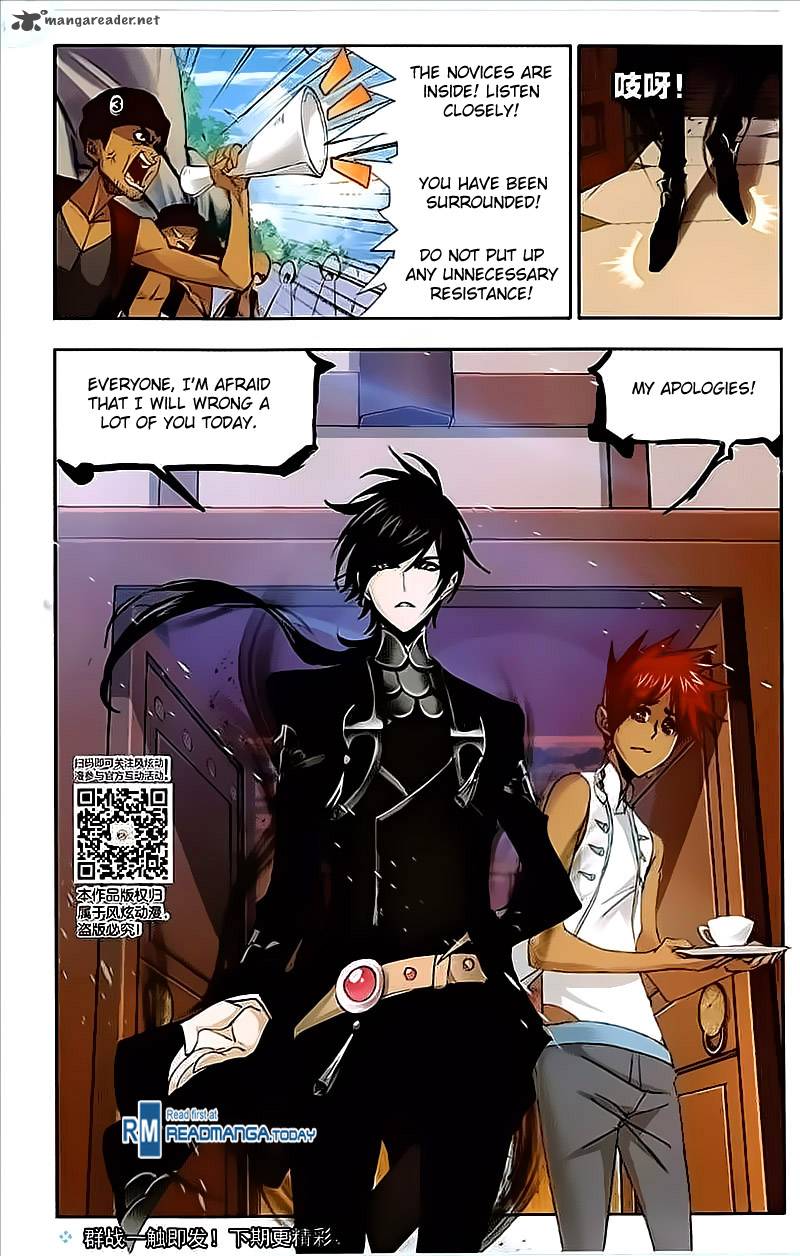 mangareader.net
③
THE NOVICES ARE
INSIDE! LISTEN
CLOSELY!
YOU HAVE BEEN
SURROUNDED!
DO NOT PUT UP
ANY UNNECESSARY
RESISTANCE!
吱呀!
EVERYONE, I'M AFRAID
THAT I WILL WRONG A
LOT OF YOU TODAY.
MY APOLOGIES!
扫码即可关注风炫动
漫参与官方互动活动!
本作品版权归
属于风炫动漫,
盗版必究!
RM
Read first at
READMANGA.TODAY
群战一触即发! 下期更精彩